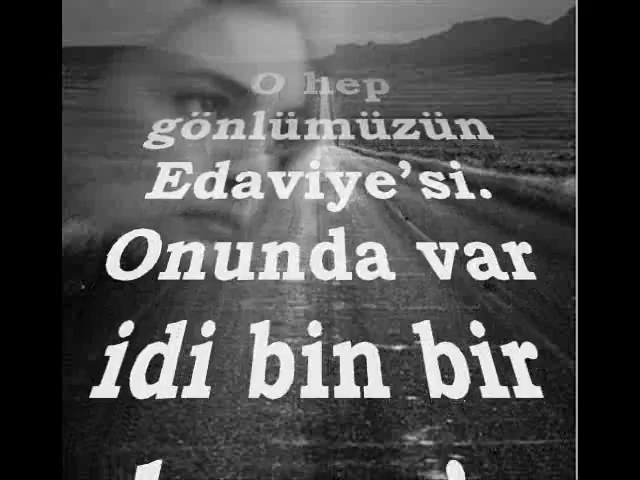 O hep
gönlümüzün
Edaviye'si.
Onunda var
idi bin bir